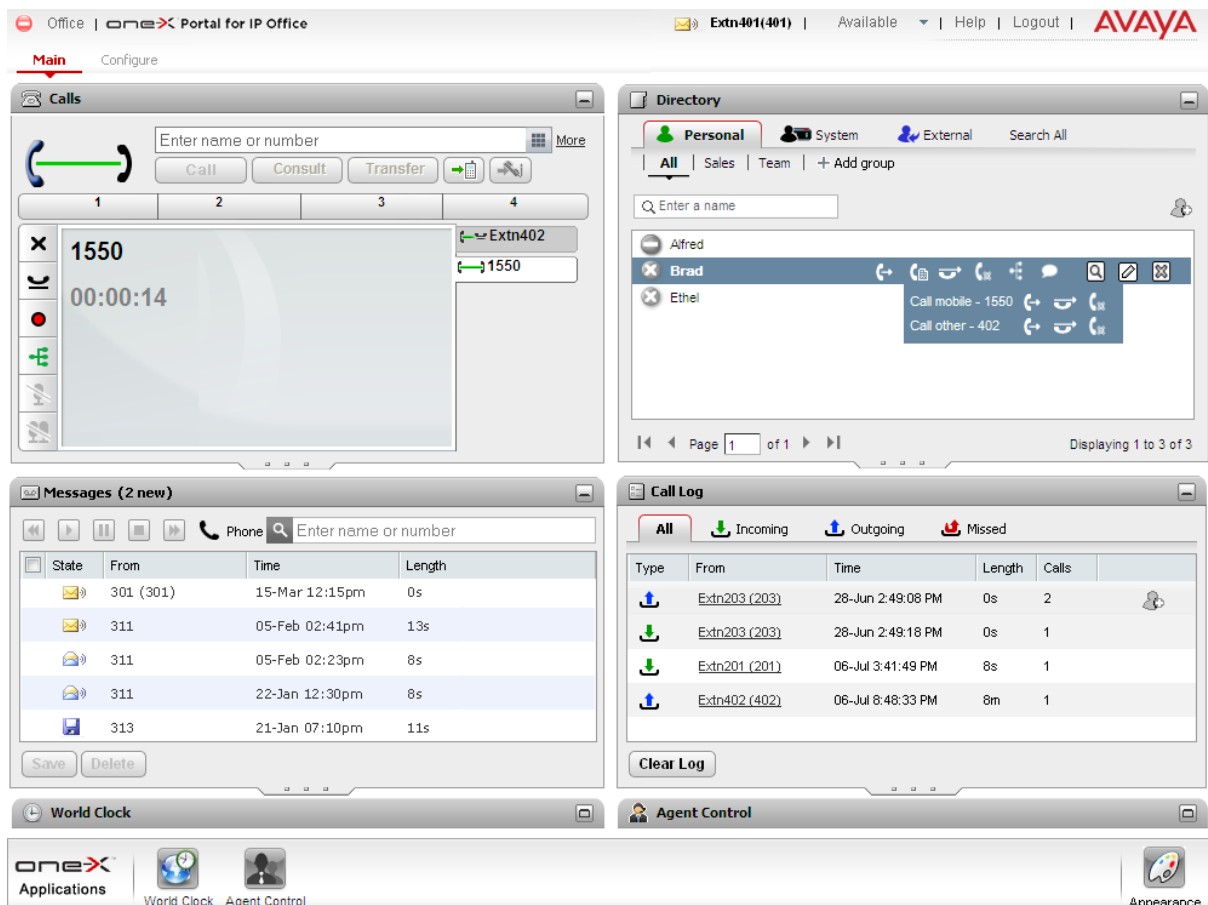 Office | one-X Portal for IP Office
Extn401(401) | Available | Help | Logout | AVAYA
Main Configure
Calls
Enter name or number More
Call Consult Transfer
1 2 3 4
1550
00:00:14
Extn402
1550
Directory
Personal System External Search All
| All | Sales | Team | + Add group
Enter a name
Alfred
Brad
Call mobile - 1550
Call other - 402
Ethel
Page 1 of 1 Displaying 1 to 3 of 3
Messages (2 new)
Phone Enter name or number
State From Time Length
301 (301) 15-Mar 12:15pm 0s
311 05-Feb 02:41pm 13s
311 05-Feb 02:23pm 8s
311 22-Jan 12:30pm 8s
313 21-Jan 07:10pm 11s
Save Delete
Call Log
All Incoming Outgoing Missed
Type From Time Length Calls
Extn203 (203) 28-Jun 2:49:08 PM 0s 2
Extn203 (203) 28-Jun 2:49:18 PM 0s 1
Extn201 (201) 06-Jul 3:41:49 PM 8s 1
Extn402 (402) 06-Jul 8:48:33 PM 8m 1
Clear Log
World Clock
Agent Control
one-X
Applications
World Clock Agent Control
Appearance